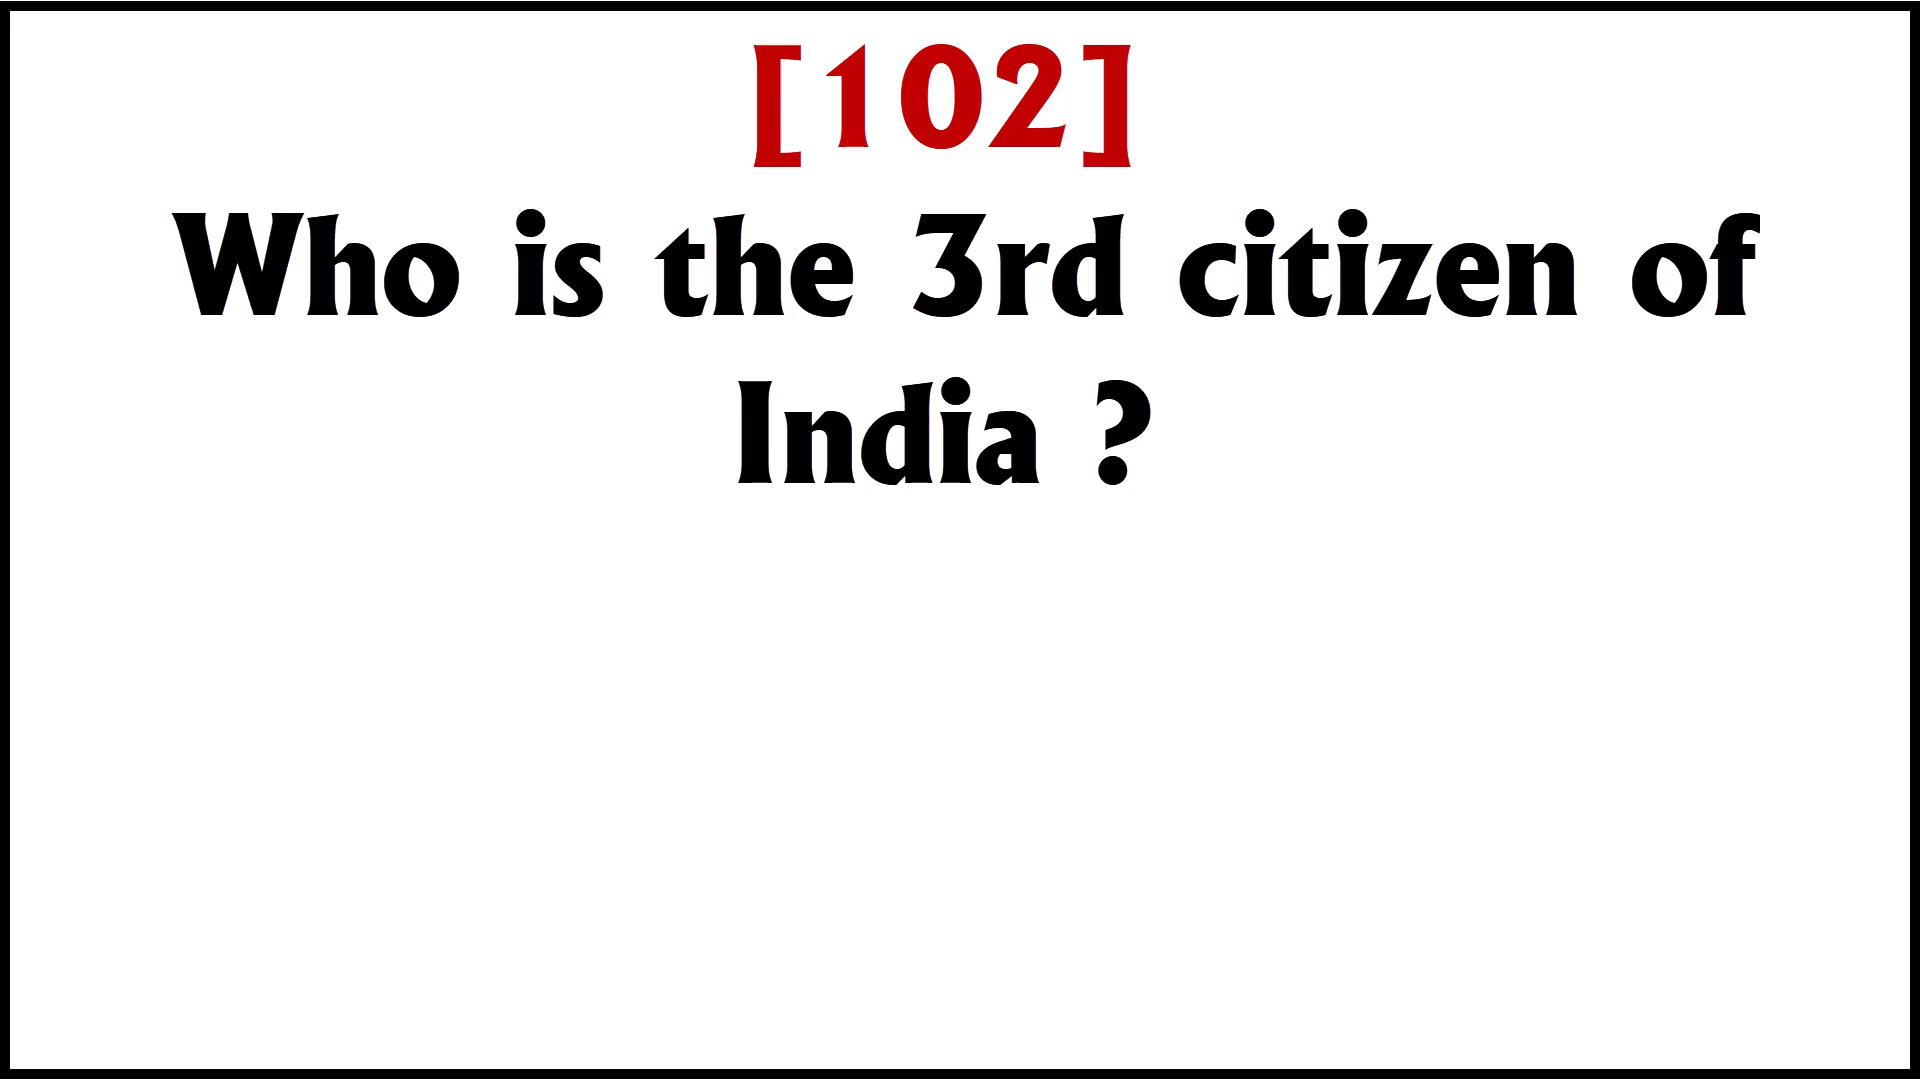 [102]
Who is the 3rd citizen of
India ?